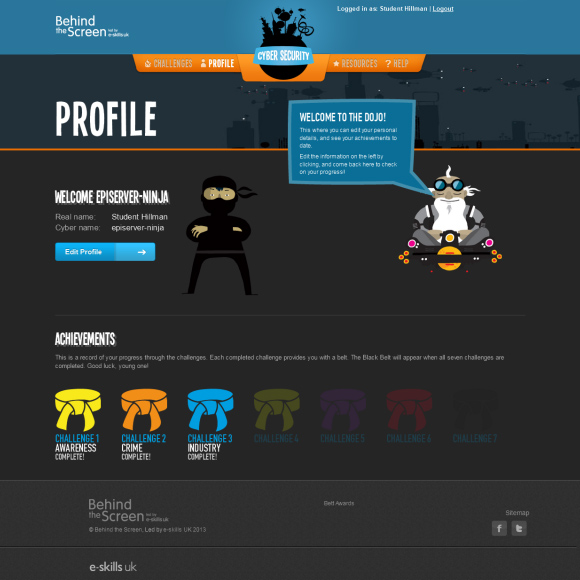 Behind
the Screen led by e-skills uk
Logged in as: Student Hillman | Logout
CYBER SECURITY
CHALLENGES PROFILE RESOURCES ? HELP
PROFILE
WELCOME TO THE DOJO!
This where you can edit your personal
details, and see your achievements to
date.
Edit the information on the left by
clicking, and come back here to check
on your progress!
WELCOME EPISERVER-NINJA
Real name: Student Hillman
Cyber name: episerver-ninja
Edit Profile
ACHIEVEMENTS
This is a record of your progress through the challenges. Each completed challenge provides you with a belt. The Black Belt will appear when all seven challenges are
completed. Good luck, young one!
CHALLENGE 1 CHALLENGE 2 CHALLENGE 3 CHALLENGE 4 CHALLENGE 5 CHALLENGE 6 CHALLENGE 7
AWARENESS CRIME INDUSTRY
COMPLETE! COMPLETE! COMPLETE!
Behind
the Screen led by e-skills uk
© Behind the Screen, Led by e-skills UK 2013
Belt Awards
Sitemap
e-skills uk